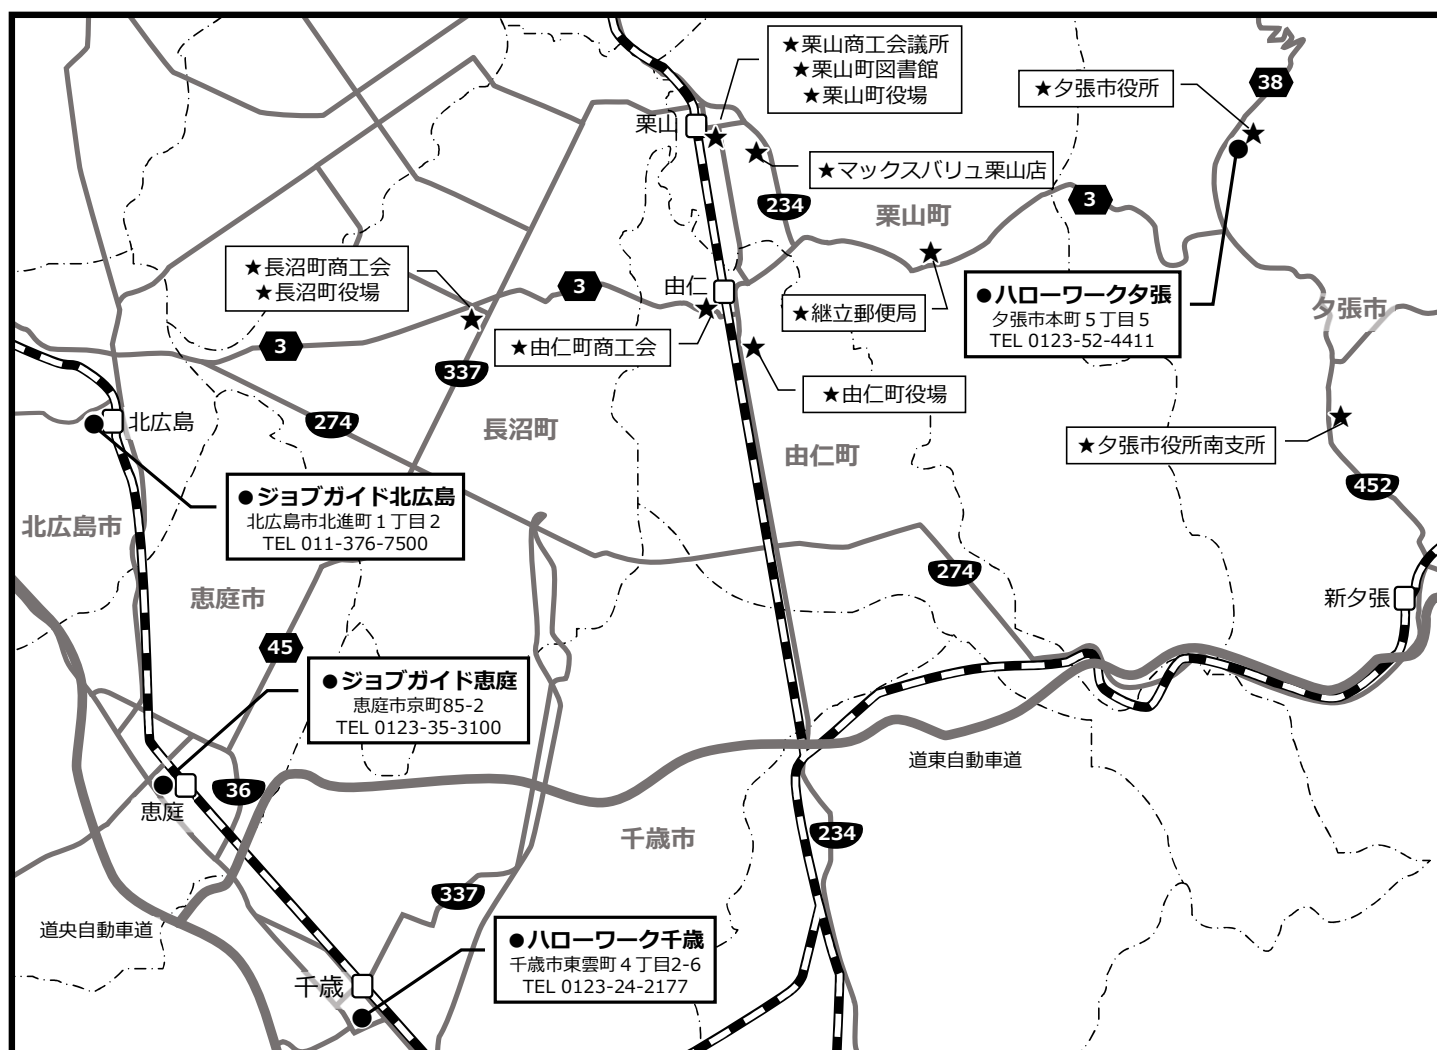 ★栗山商工会議所
★栗山町図書館
★栗山町役場
★夕張市役所
38
栗山
★マックスバリュ栗山店
234
栗山町
3
★長沼町商工会
★長沼町役場
3
由仁
★継立郵便局
●ハローワーク夕張
夕張市本町5丁目5
TEL 0123-52-4411
夕張市
3
337
★由仁町商工会
★由仁町役場
北広島
274
長沼町
由仁町
★夕張市役所南支所
452
北広島市
●ジョブガイド北広島
北広島市北進町1丁目2
TEL 011-376-7500
274
新夕張
恵庭市
45
●ジョブガイド恵庭
恵庭市京町85-2
TEL 0123-35-3100
道東自動車道
36
恵庭
千歳市
234
337
道央自動車道
●ハローワーク千歳
千歳市東雲町4丁目2-6
TEL 0123-24-2177
千歳